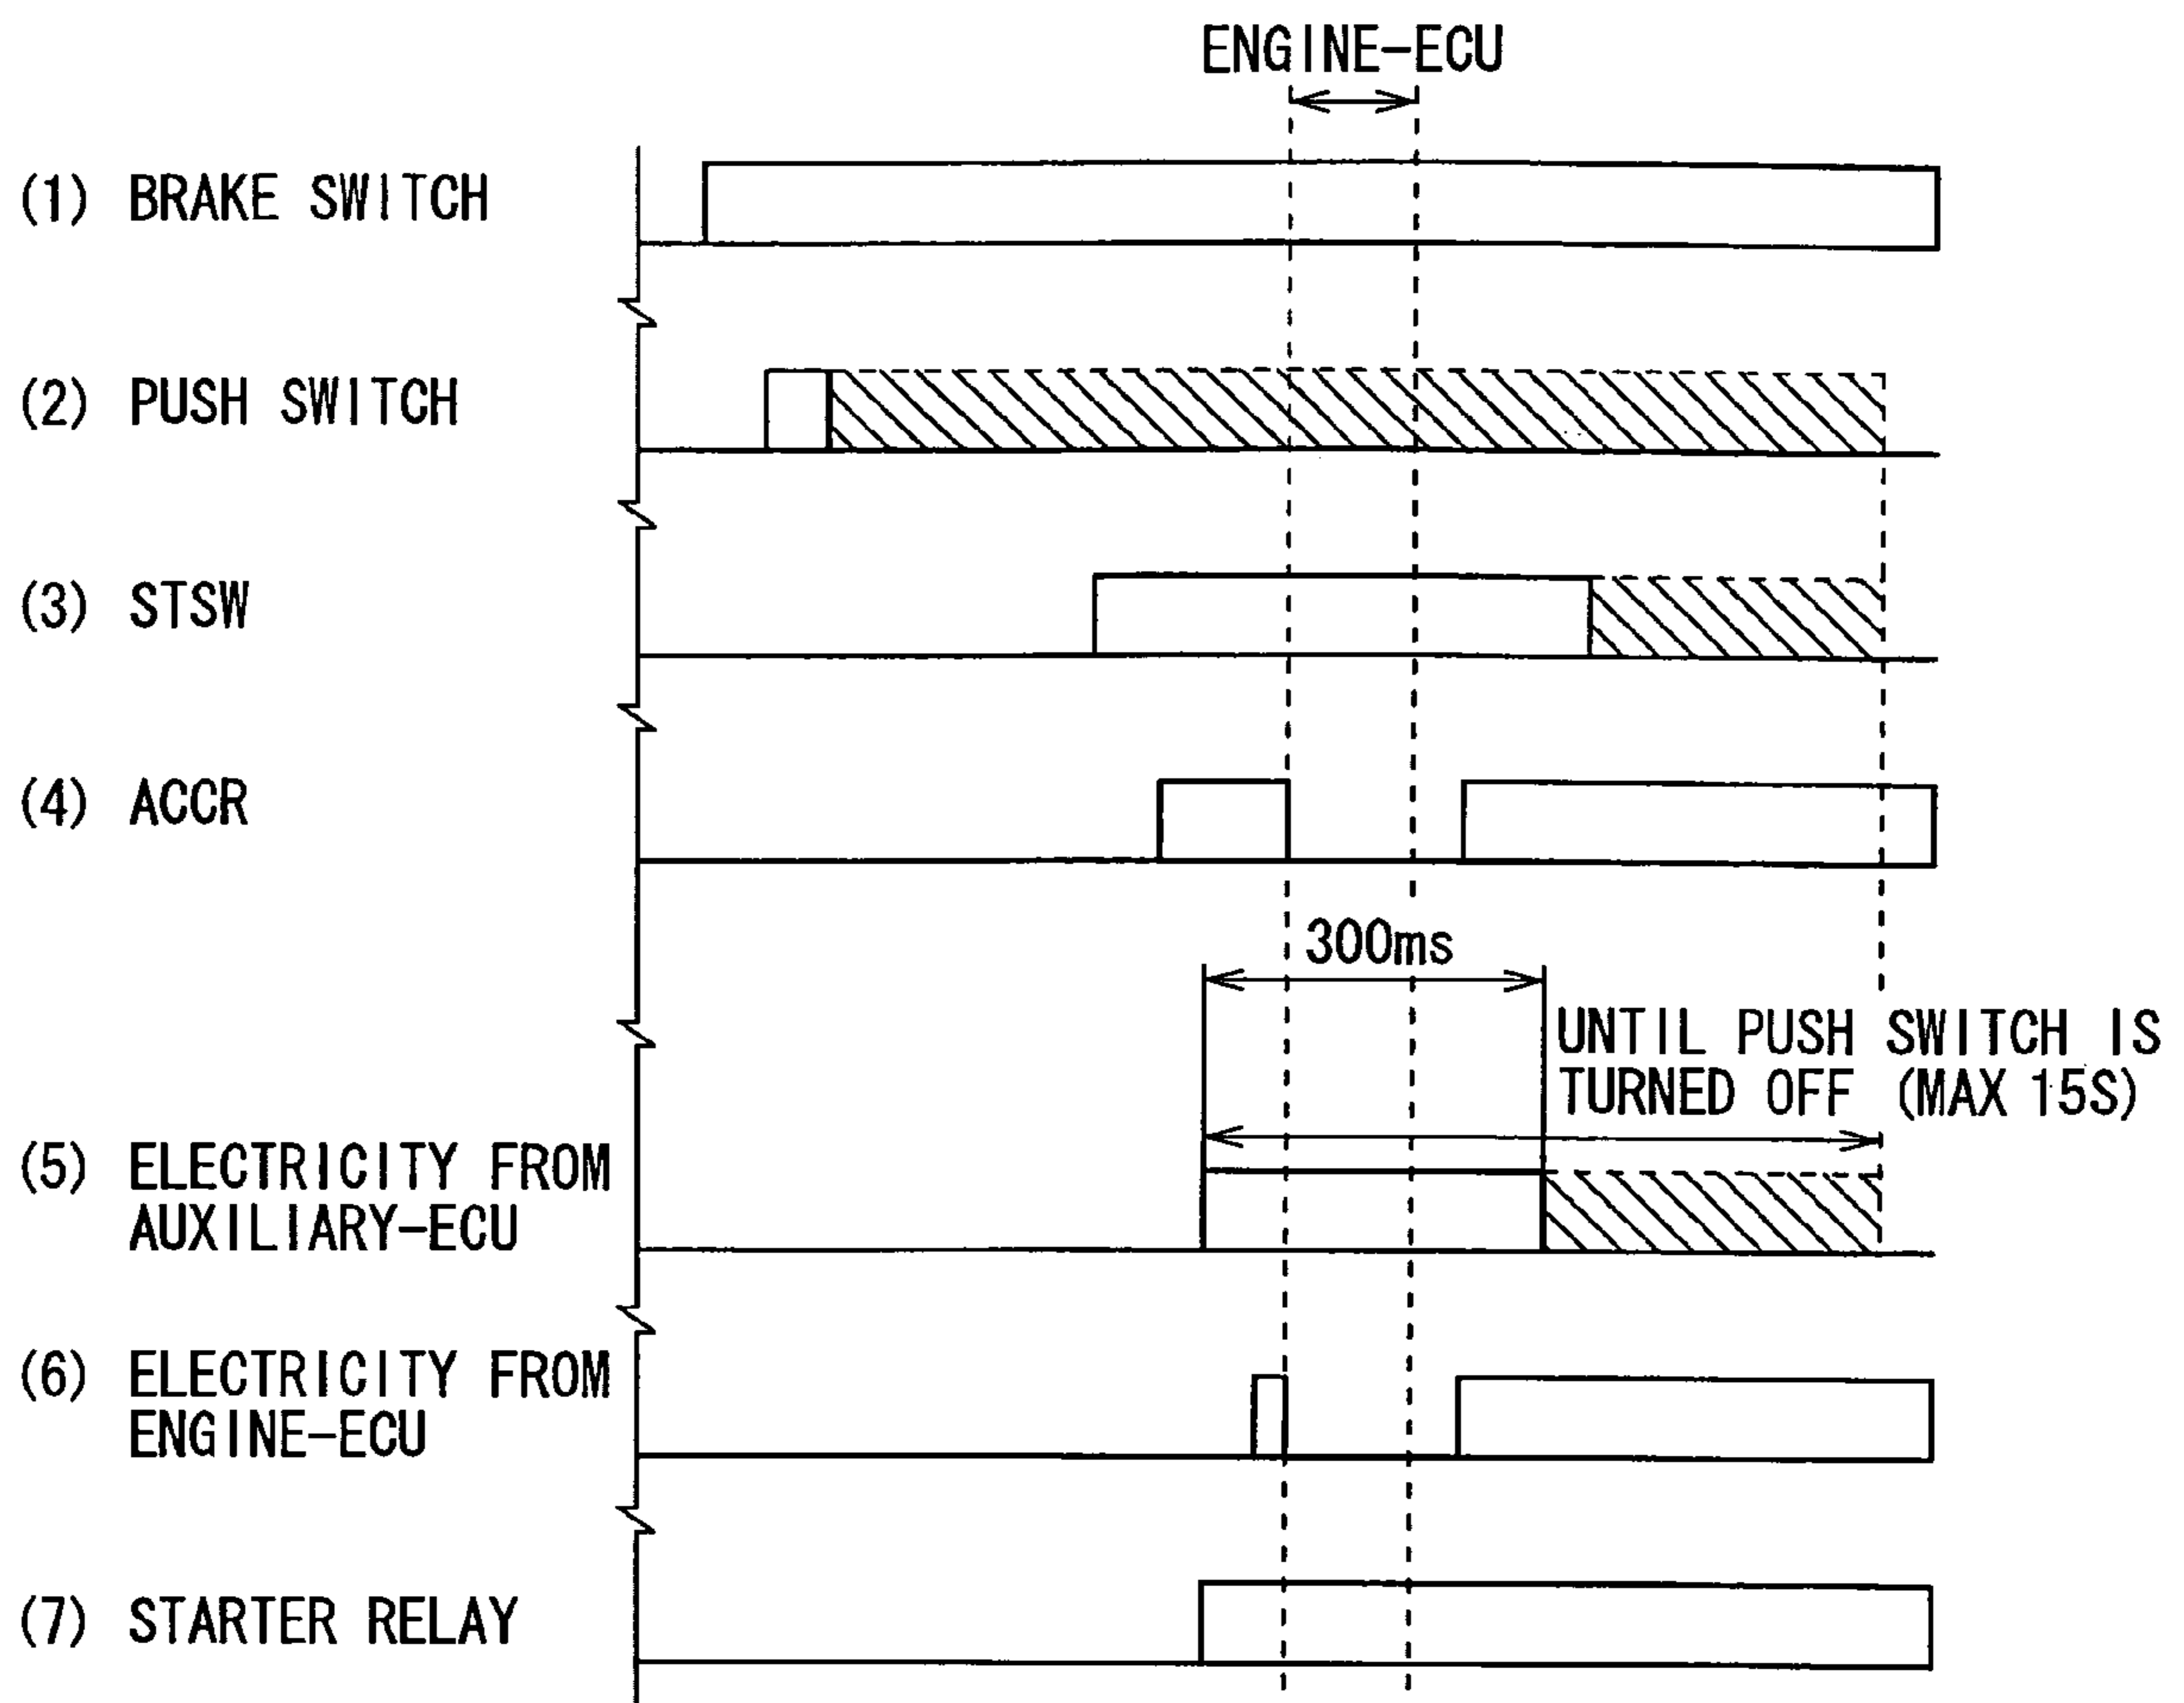 ENGINE-ECU
(1) BRAKE SWITCH
(2) PUSH SWITCH
(3) STSW
(4) ACCR
300ms
UNTIL PUSH SWITCH IS
TURNED OFF (MAX 15S)
(5) ELECTRICITY FROM
AUXILIARY-ECU
(6) ELECTRICITY FROM
ENGINE-ECU
(7) STARTER RELAY